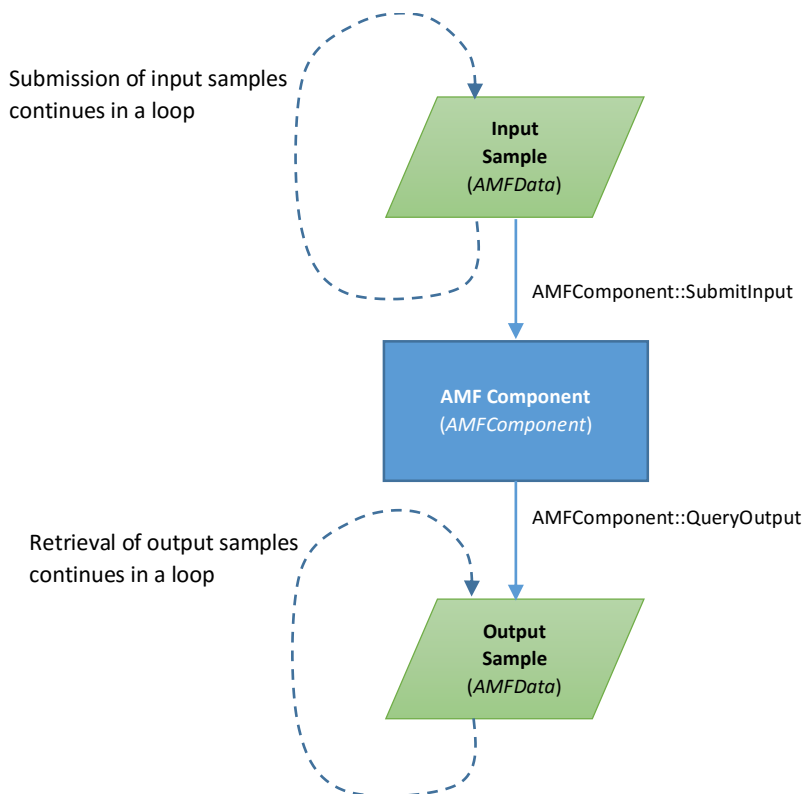 Submission of input samples
continues in a loop
Input
Sample
(AMFData)
AMFComponent::SubmitInput
AMF Component
(AMFComponent)
AMFComponent::QueryOutput
Retrieval of output samples
continues in a loop
Output
Sample
(AMFData)